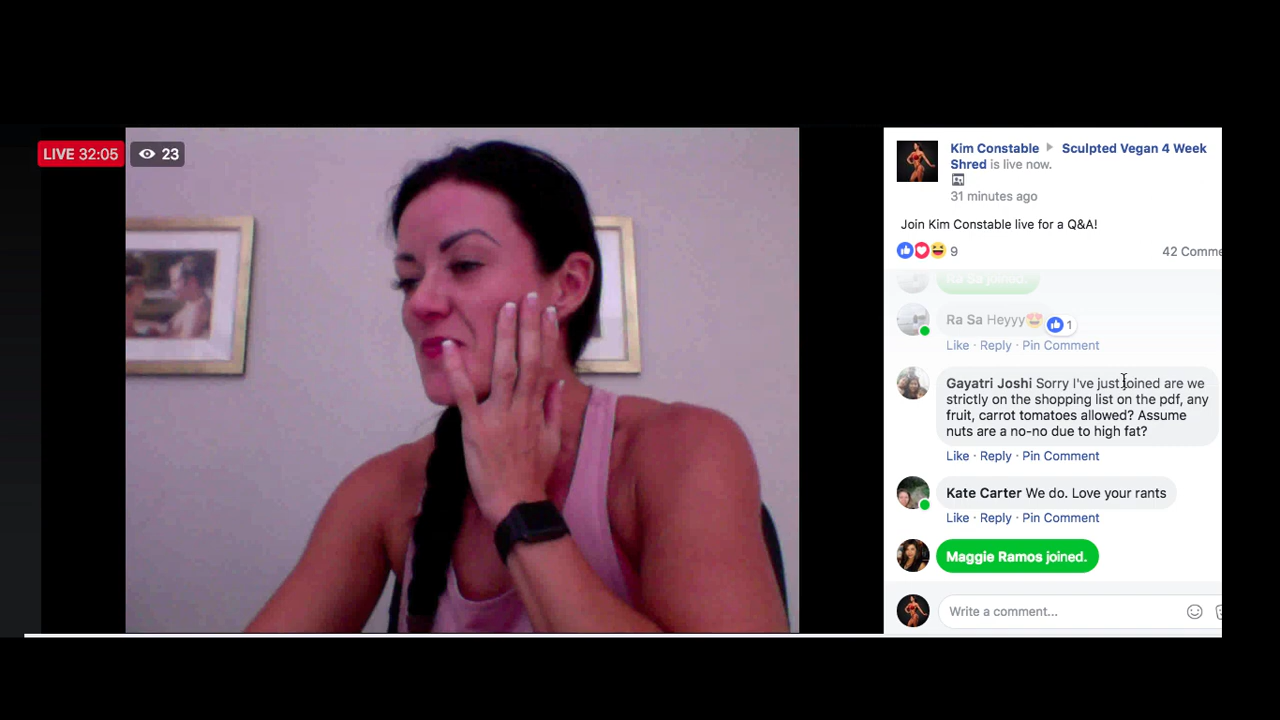 LIVE 32:05
23
Kim Constable Sculpted Vegan 4 Week
Shred is live now.
31 minutes ago
Join Kim Constable live for a Q&A!
9
42 Comme
Ra Sa joined.
Ra Sa Heyyy
1
Like · Reply · Pin Comment
Gayatri Joshi Sorry I've just joined are we
strictly on the shopping list on the pdf, any
fruit, carrot tomatoes allowed? Assume
nuts are a no-no due to high fat?
Like · Reply · Pin Comment
Kate Carter We do. Love your rants
Like · Reply · Pin Comment
Maggie Ramos joined.
Write a comment...